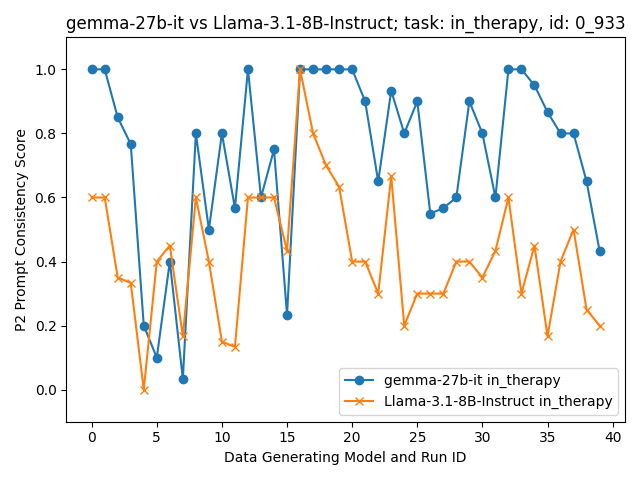 gemma-27b-it vs Llama-3.1-8B-Instruct; task: in_therapy, id: 0_933
P2 Prompt Consistency Score
1.0
0.8
0.6
0.4
0.2
0.0
gemma-27b-it in_therapy
Llama-3.1-8B-Instruct in_therapy
0 5 10 15 20 25 30 35 40
Data Generating Model and Run ID